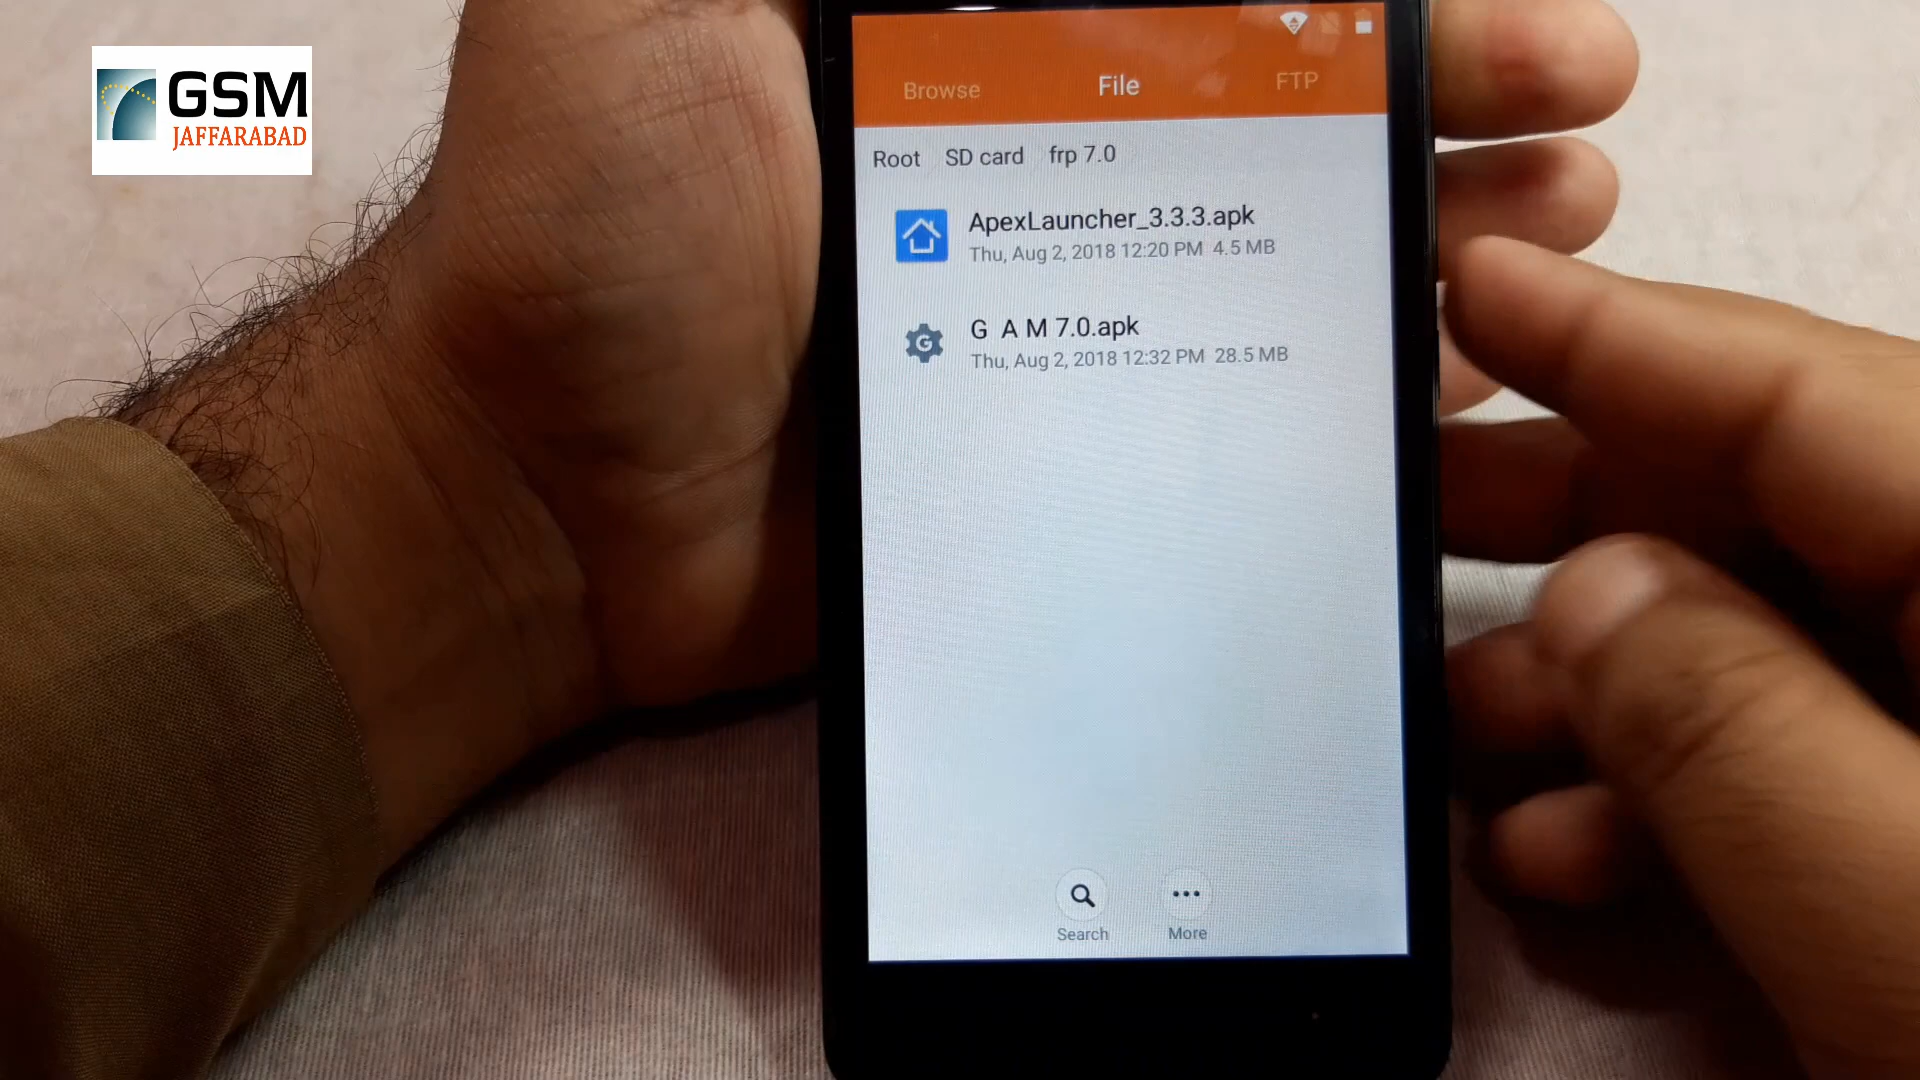 GSM
JAFFARABAD
Browse File FTP
Root SD card frp 7.0
ApexLauncher_3.3.3.apk
Thu, Aug 2, 2018 12:20 PM 4.5 MB
G
G A M 7.0.apk
Thu, Aug 2, 2018 12:32 PM 28.5 MB
Search More